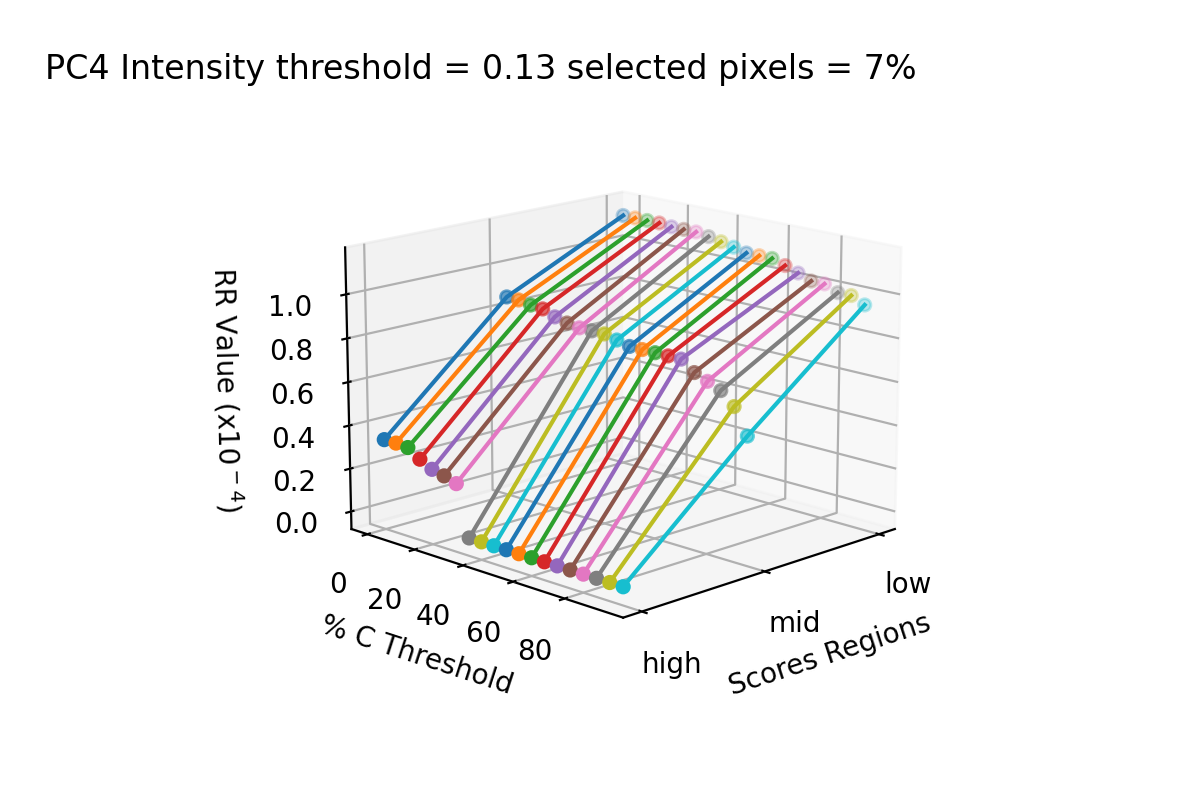 PC4 Intensity threshold = 0.13 selected pixels = 7%
RR Value (x10⁻⁴)
1.0
0.8
0.6
0.4
0.2
0.0
0
20
40
60
80
% C Threshold
high
mid
low
Scores Regions